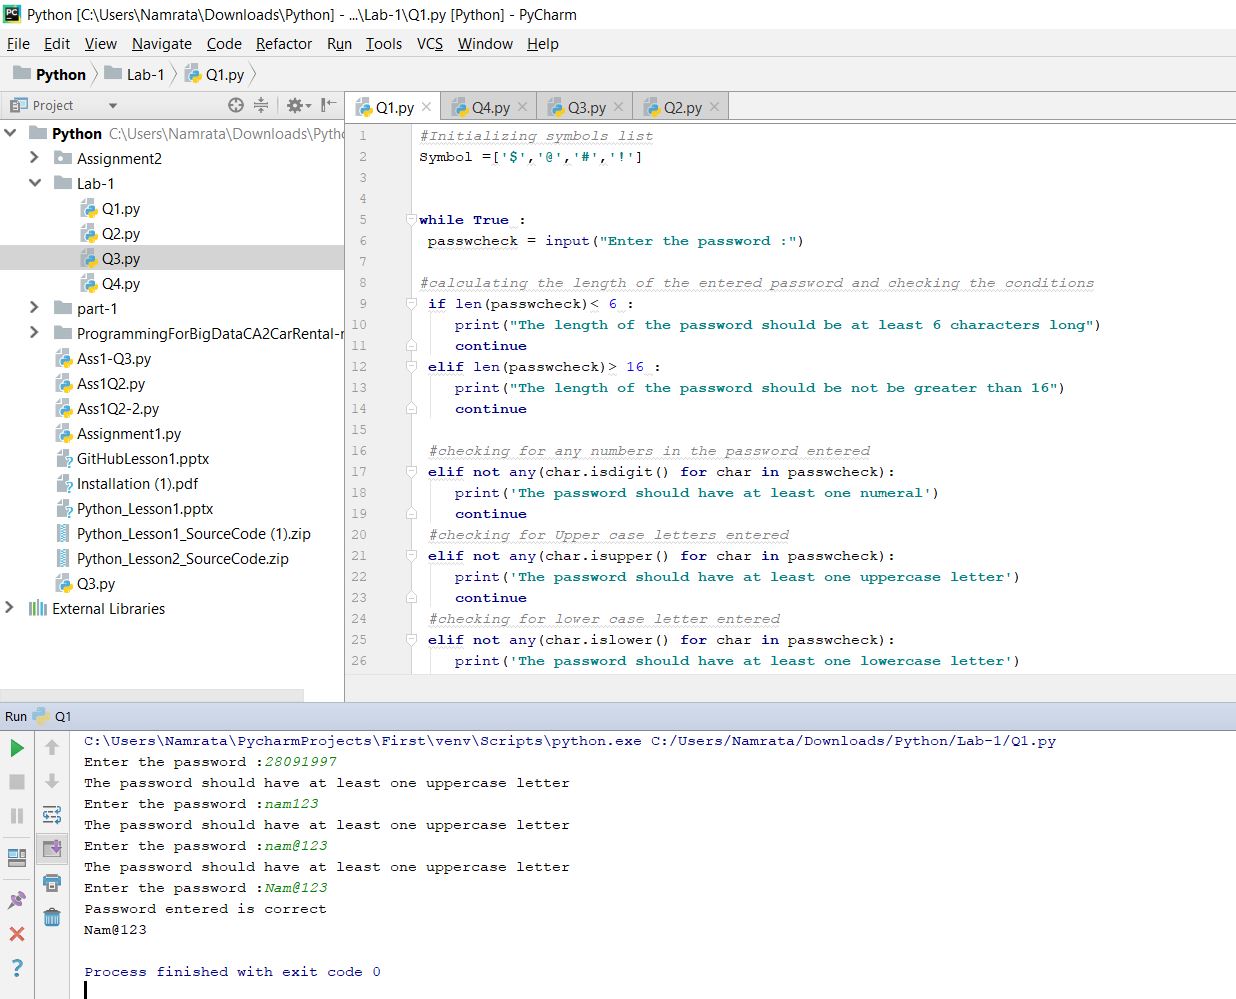 Python [C:\Users\Namrata\Downloads\Python] - ...\Lab-1\Q1.py [Python] - PyCharm
File Edit View Navigate Code Refactor Run Tools VCS Window Help
Python Lab-1 Q1.py
Project
Python C:\Users\Namrata\Downloads\Pytho
Assignment2
Lab-1
Q1.py
Q2.py
Q3.py
Q4.py
part-1
ProgrammingForBigDataCA2CarRental-
Ass1-Q3.py
Ass1Q2.py
Ass1Q2-2.py
Assignment1.py
GitHubLesson1.pptx
Installation (1).pdf
Python_Lesson1.pptx
Python_Lesson1_SourceCode (1).zip
Python_Lesson2_SourceCode.zip
Q3.py
External Libraries
Q1.py Q4.py Q3.py Q2.py
1 #Initializing symbols list
2 Symbol =['$','@','#','!']
3
4
5 while True :
6 passwcheck = input("Enter the password :")
7
8 #calculating the length of the entered password and checking the conditions
9 if len(passwcheck)< 6 :
10 print("The length of the password should be at least 6 characters long")
11 continue
12 elif len(passwcheck)> 16 :
13 print("The length of the password should be not be greater than 16")
14 continue
15
16 #checking for any numbers in the password entered
17 elif not any(char.isdigit() for char in passwcheck):
18 print('The password should have at least one numeral')
19 continue
20 #checking for Upper case letters entered
21 elif not any(char.isupper() for char in passwcheck):
22 print('The password should have at least one uppercase letter')
23 continue
24 #checking for lower case letter entered
25 elif not any(char.islower() for char in passwcheck):
26 print('The password should have at least one lowercase letter')
Run Q1
C:\Users\Namrata\PycharmProjects\First\venv\Scripts\python.exe C:/Users/Namrata/Downloads/Python/Lab-1/Q1.py
Enter the password :28091997
The password should have at least one uppercase letter
Enter the password :nam123
The password should have at least one uppercase letter
Enter the password :nam@123
The password should have at least one uppercase letter
Enter the password :Nam@123
Password entered is correct
Nam@123
Process finished with exit code 0